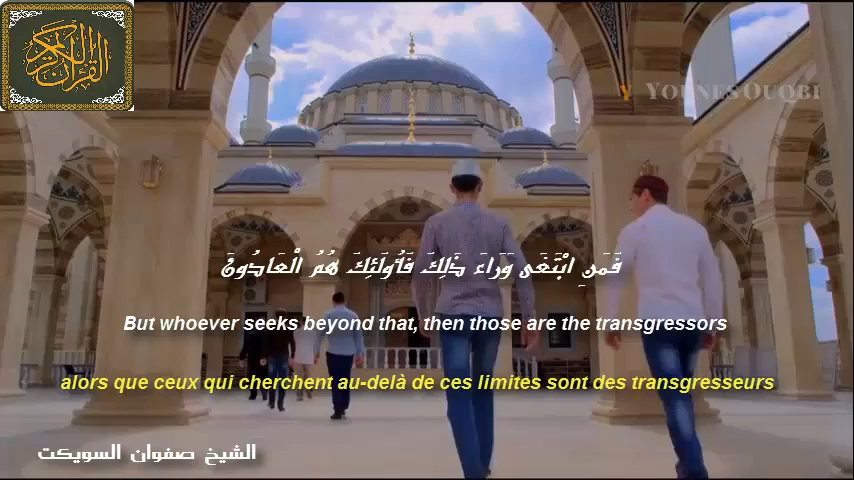 القرآن الكريم
Y YOUNES OUQBI
فَمَنِ ابْتَغَى وَرَاءَ ذَلِكَ فَأُولَئِكَ هُمُ الْعَادُونَ
But whoever seeks beyond that, then those are the transgressors
alors que ceux qui cherchent au-delà de ces limites sont des transgresseurs
الشيخ صفوان السويكت